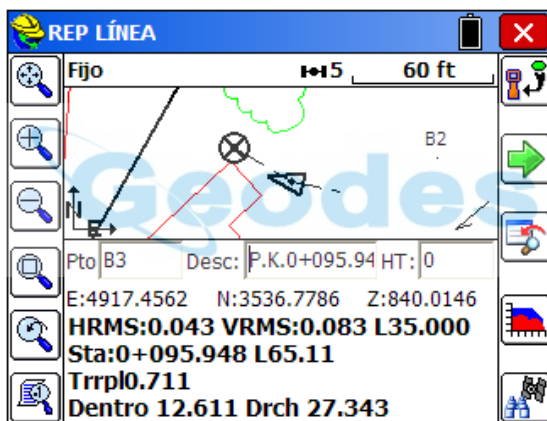 REP LÍNEA
Fijo 5 60 ft
B2
N
E
Geodes
Pto B3 Desc: P.K.0+095.94 HT: 0
E:4917.4562 N:3536.7786 Z:840.0146
HRMS:0.043 VRMS:0.083 L35.000
Sta:0+095.948 L65.11
Trrpl0.711
Dentro 12.611 Drch 27.343